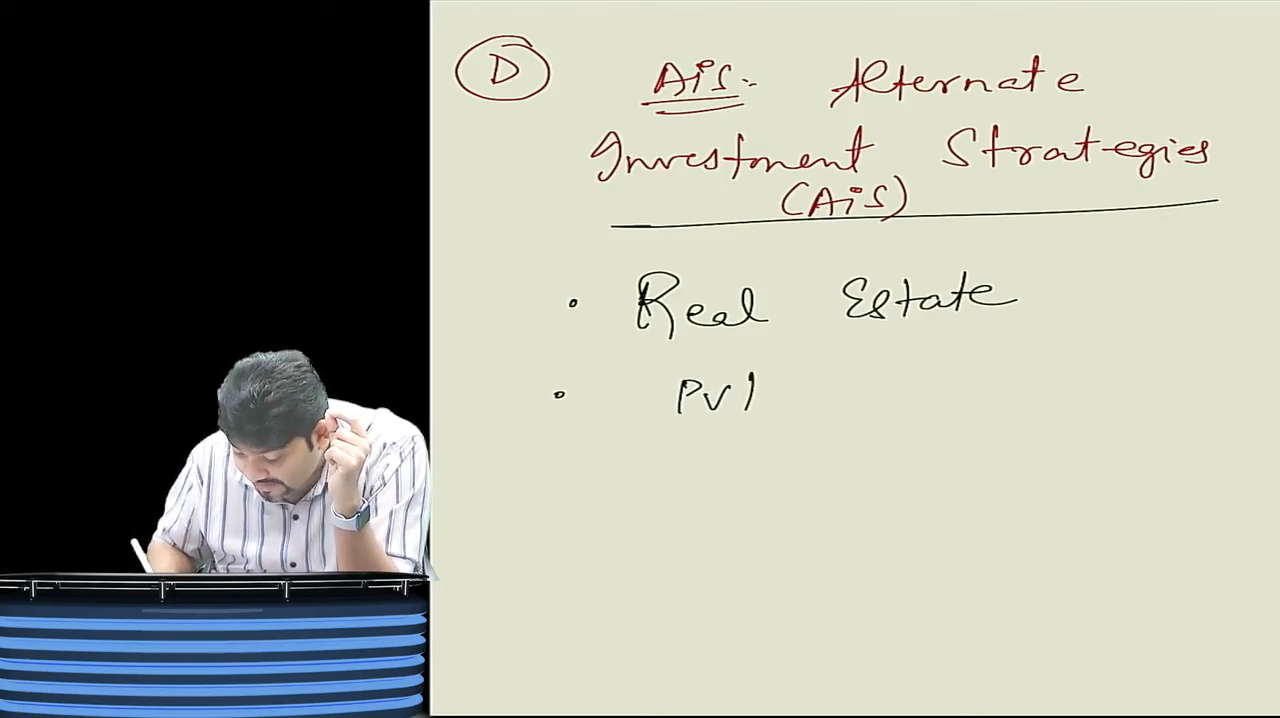 D
AiS:- Alternate
Investment Strategies
(AiS)
• Real Estate
• Pvt